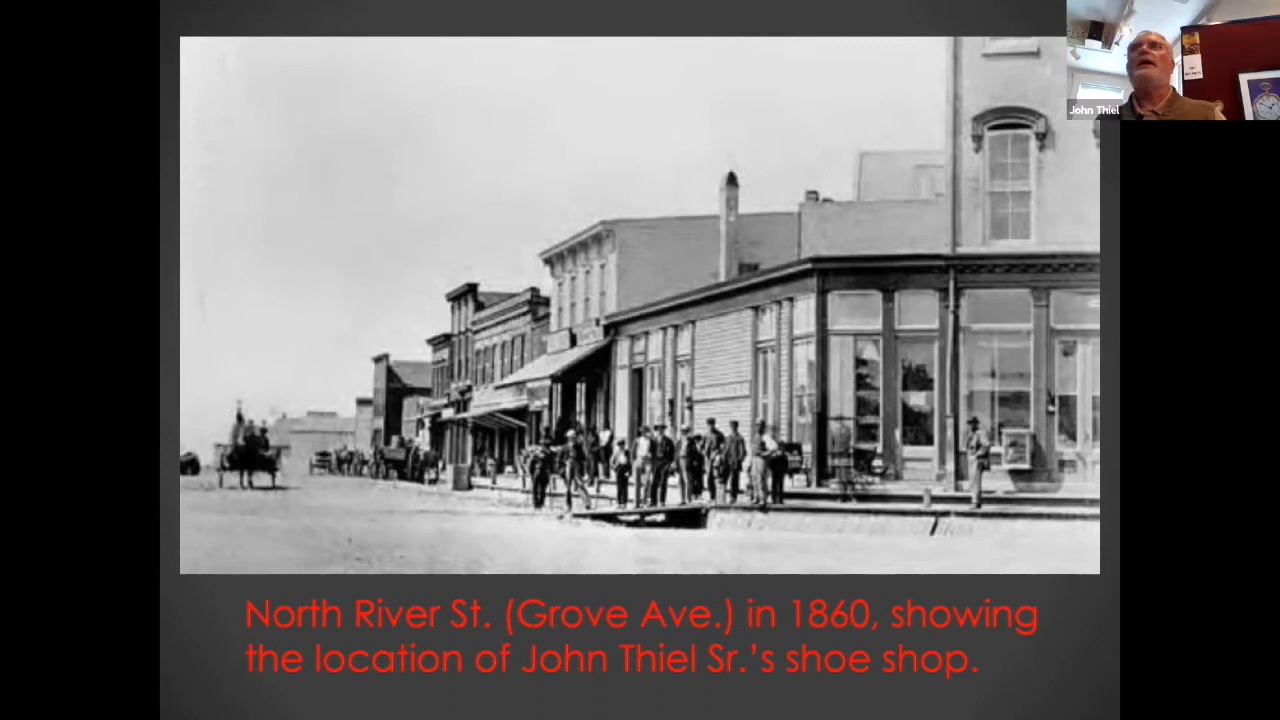 John Thiel
North River St. (Grove Ave.) in 1860, showing
the location of John Thiel Sr.'s shoe shop.